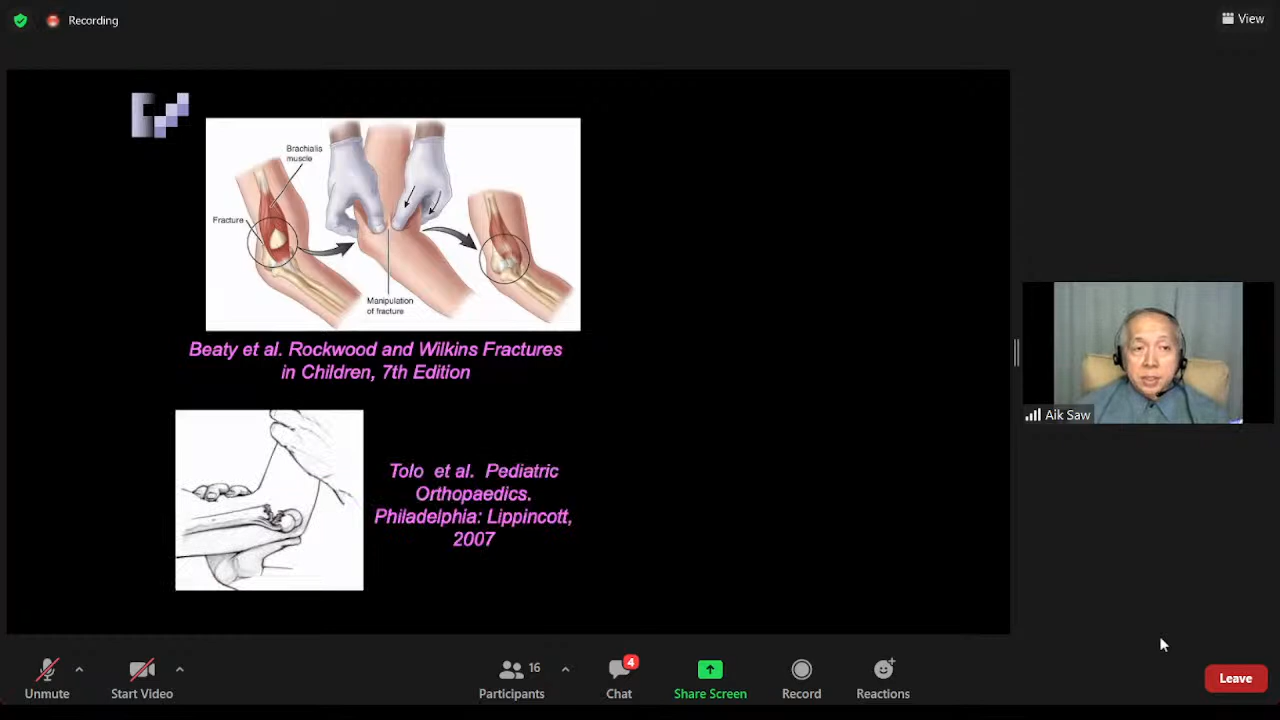 Recording
View
Brachialis
muscle
Fracture
Manipulation
of fracture
Beaty et al. Rockwood and Wilkins Fractures
in Children, 7th Edition
Tolo et al. Pediatric
Orthopaedics.
Philadelphia: Lippincott,
2007
Aik Saw
Unmute
Start Video
16
Participants
4
Chat
Share Screen
Record
Reactions
Leave